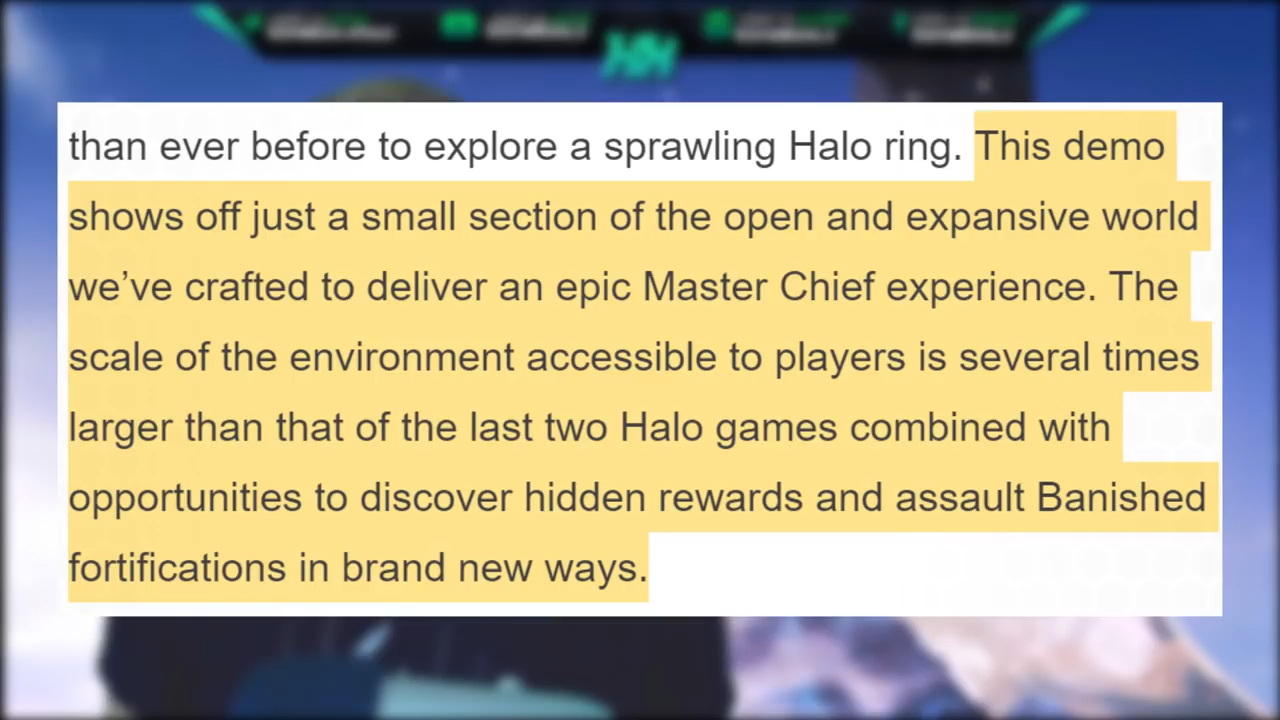 HH
than ever before to explore a sprawling Halo ring. This demo
shows off just a small section of the open and expansive world
we’ve crafted to deliver an epic Master Chief experience. The
scale of the environment accessible to players is several times
larger than that of the last two Halo games combined with
opportunities to discover hidden rewards and assault Banished
fortifications in brand new ways.